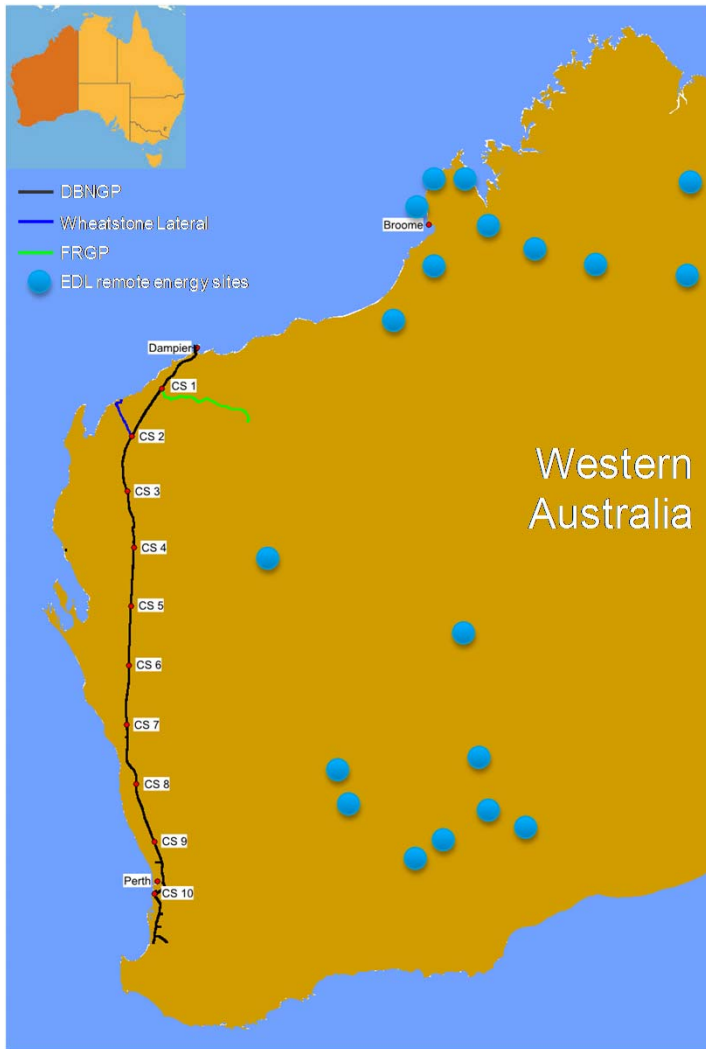 DBNGP
Wheatstone Lateral
FRGP
EDL remote energy sites
Broome
Dampier
CS 1
CS 2
Western
Australia
CS 3
CS 4
CS 5
CS 6
CS 7
CS 8
CS 9
Perth
CS 10